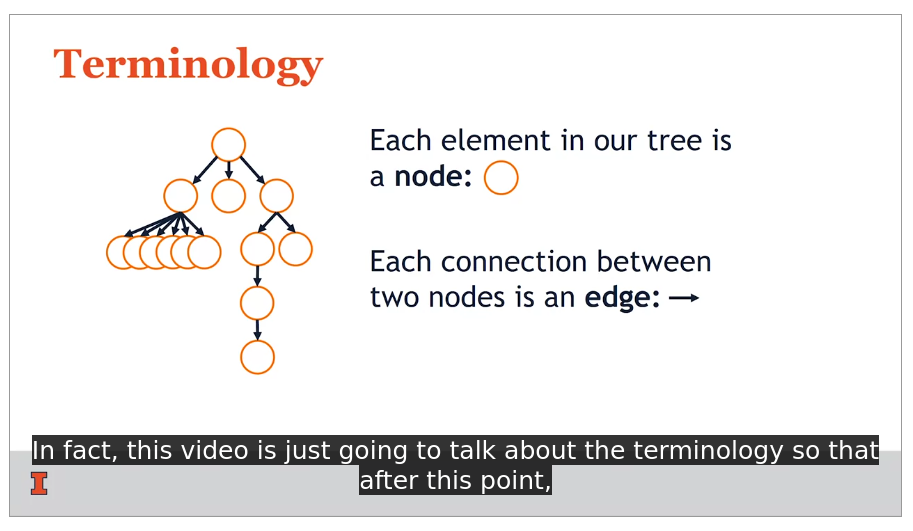 Terminology
Each element in our tree is
a node:
Each connection between
two nodes is an edge:
In fact, this video is just going to talk about the terminology so that
after this point,
I